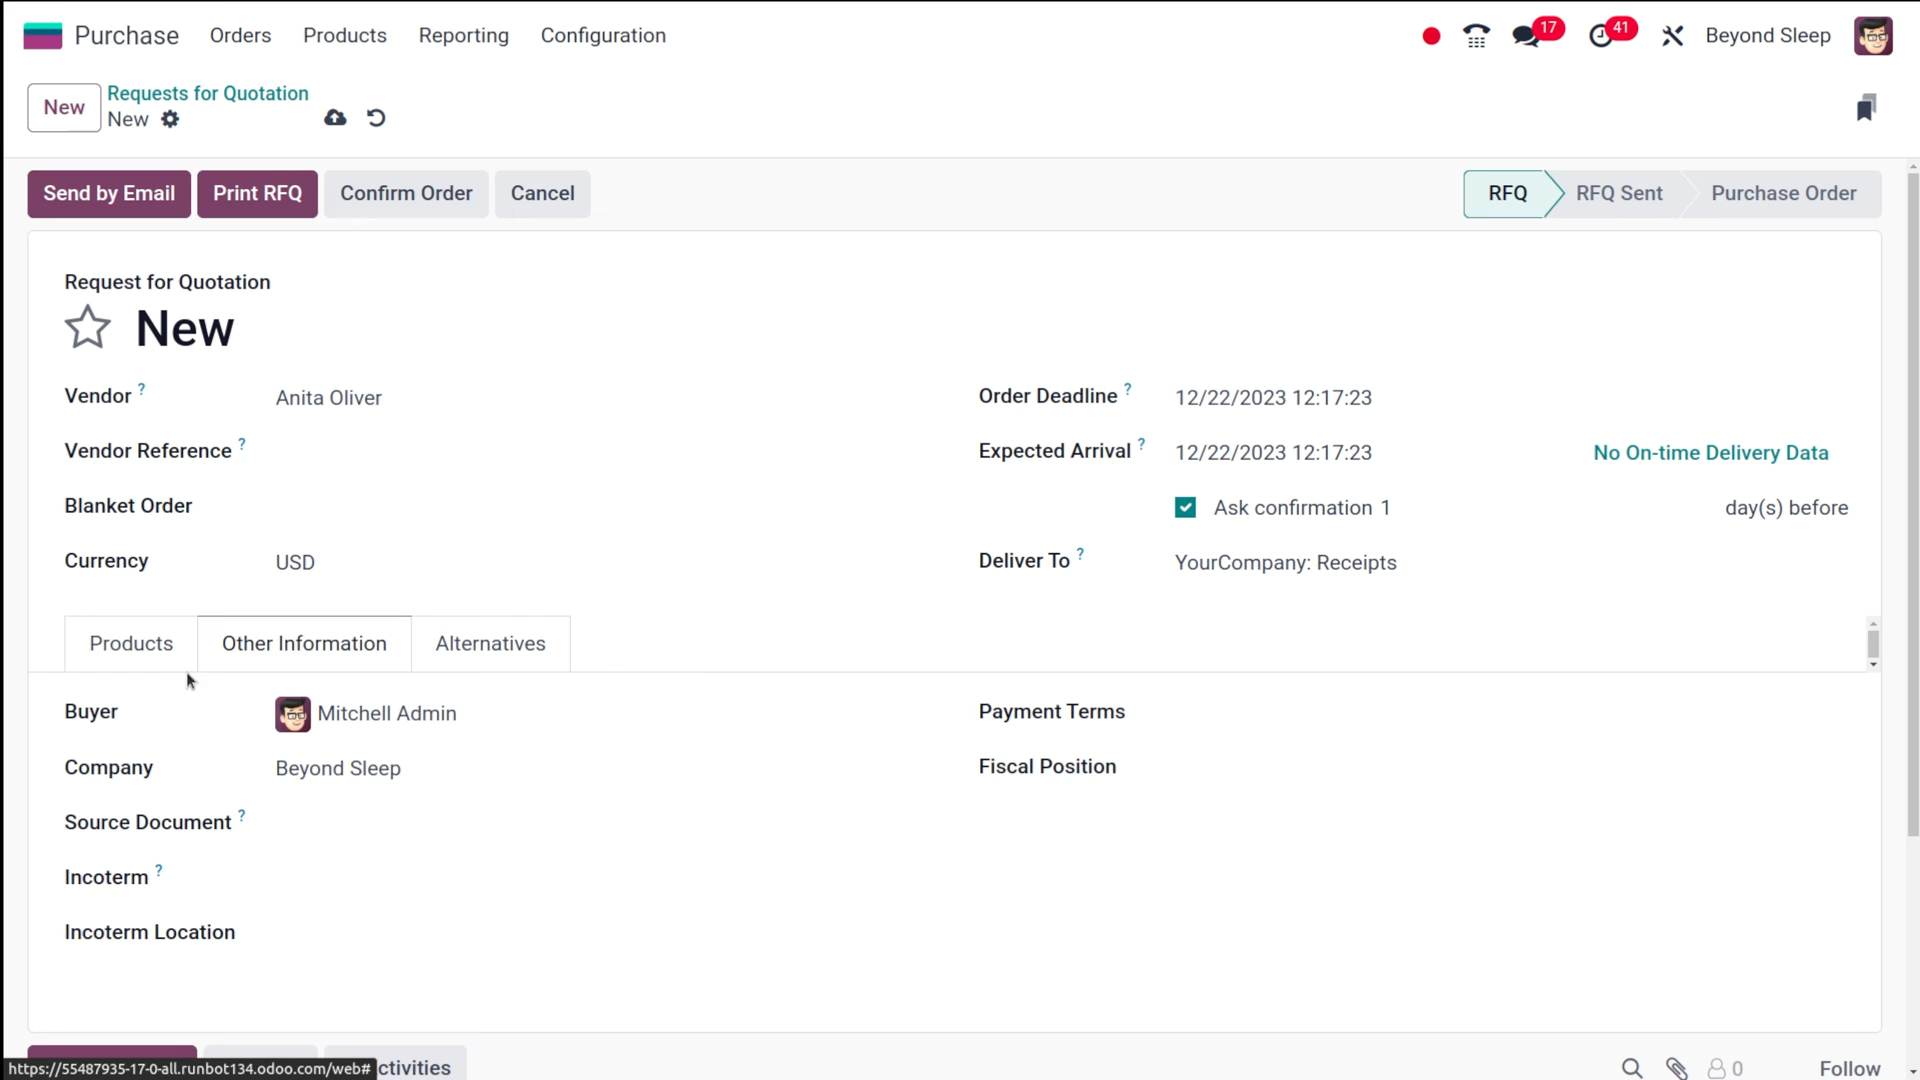 Purchase Orders Products Reporting Configuration 17 41 Beyond Sleep
New Requests for Quotation
New
Send by Email Print RFQ Confirm Order Cancel RFQ RFQ Sent Purchase Order
Request for Quotation
New
Vendor ? Anita Oliver Order Deadline ? 12/22/2023 12:17:23
Vendor Reference ? Expected Arrival ? 12/22/2023 12:17:23 No On-time Delivery Data
Blanket Order Ask confirmation 1 day(s) before
Currency USD Deliver To ? YourCompany: Receipts
Products Other Information Alternatives
Buyer Mitchell Admin Payment Terms
Company Beyond Sleep Fiscal Position
Source Document ?
Incoterm ?
Incoterm Location
https://55487935-17-0-all.runbot134.odoo.com/web# ctivities 0 Follow